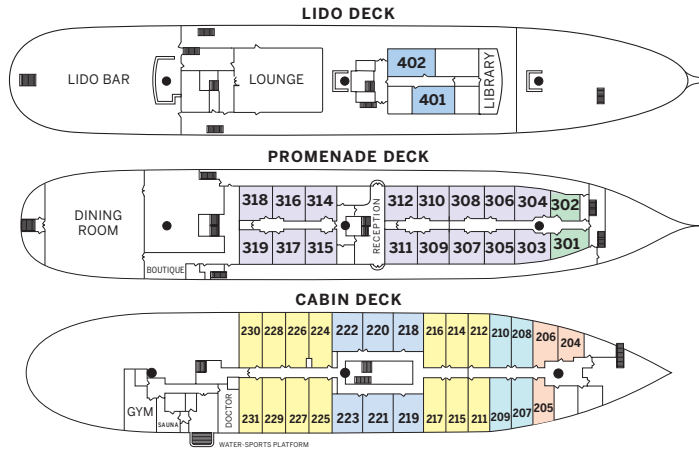 LIDO DECK
LIDO BAR
LOUNGE
402
401
LIBRARY
PROMENADE DECK
DINING
ROOM
BOUTIQUE
318 316 314
319 317 315
RECEPTION
312 310 308 306 304 302
311 309 307 305 303 301
CABIN DECK
230 228 226 224 222 220 218 216 214 212 210 208 206 204
231 229 227 225 223 221 219 217 215 211 209 207 205
GYM
SAUNA
DOCTOR
WATER-SPORTS PLATFORM